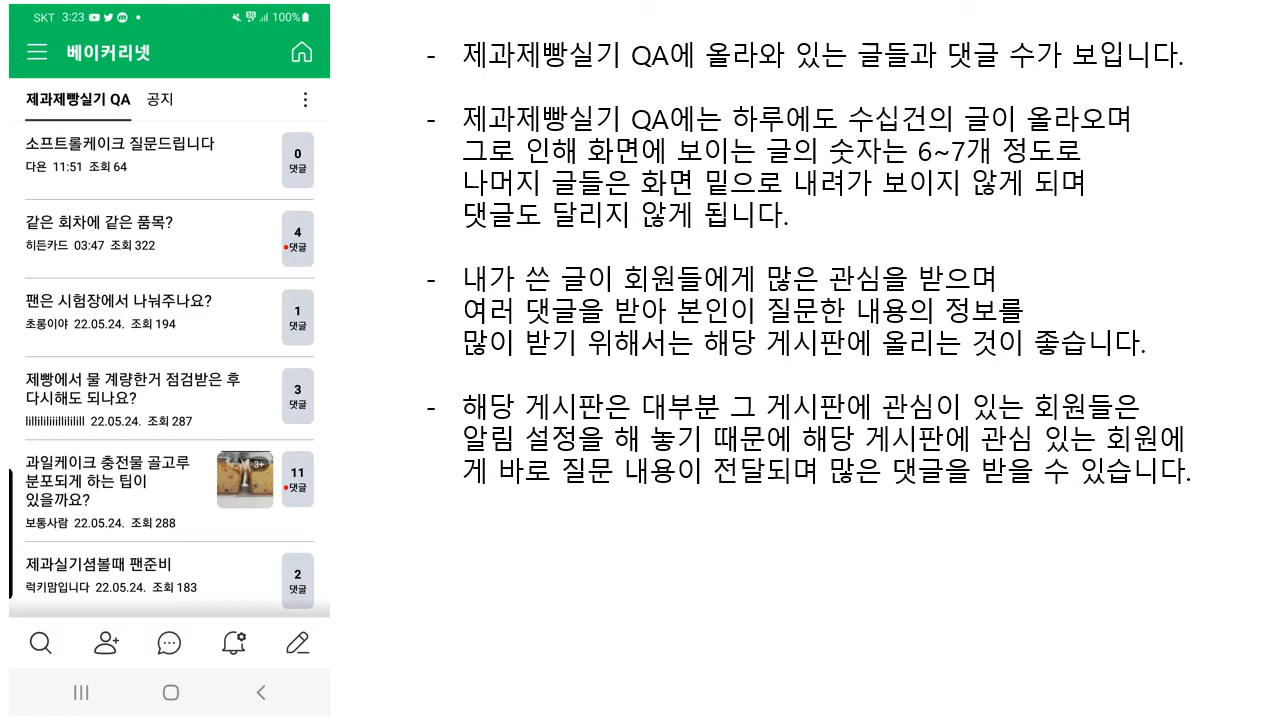 SKT 3:23 100%
베이커리넷
제과제빵실기 QA 공지
소프트롤케이크 질문드립니다
다욘 11:51 조회 64
0
댓글
같은 회차에 같은 품목?
히든카드 03:47 조회 322
4
댓글
팬은 시험장에서 나눠주나요?
초롱이야 22.05.24. 조회 194
1
댓글
제빵에서 물 계량한거 점검받은 후
다시해도 되나요?
22.05.24. 조회 287
3
댓글
과일케이크 충전물 골고루
분포되게 하는 팁이
있을까요?
보통사람 22.05.24. 조회 288
3+
11
댓글
제과실기셤볼때 팬준비
럭키맘입니다 22.05.24. 조회 183
2
댓글
- 제과제빵실기 QA에 올라와 있는 글들과 댓글 수가 보입니다.
- 제과제빵실기 QA에는 하루에도 수십건의 글이 올라오며
그로 인해 화면에 보이는 글의 숫자는 6~7개 정도로
나머지 글들은 화면 밑으로 내려가 보이지 않게 되며
댓글도 달리지 않게 됩니다.
- 내가 쓴 글이 회원들에게 많은 관심을 받으며
여러 댓글을 받아 본인이 질문한 내용의 정보를
많이 받기 위해서는 해당 게시판에 올리는 것이 좋습니다.
- 해당 게시판은 대부분 그 게시판에 관심이 있는 회원들은
알림 설정을 해 놓기 때문에 해당 게시판에 관심 있는 회원에
게 바로 질문 내용이 전달되며 많은 댓글을 받을 수 있습니다.